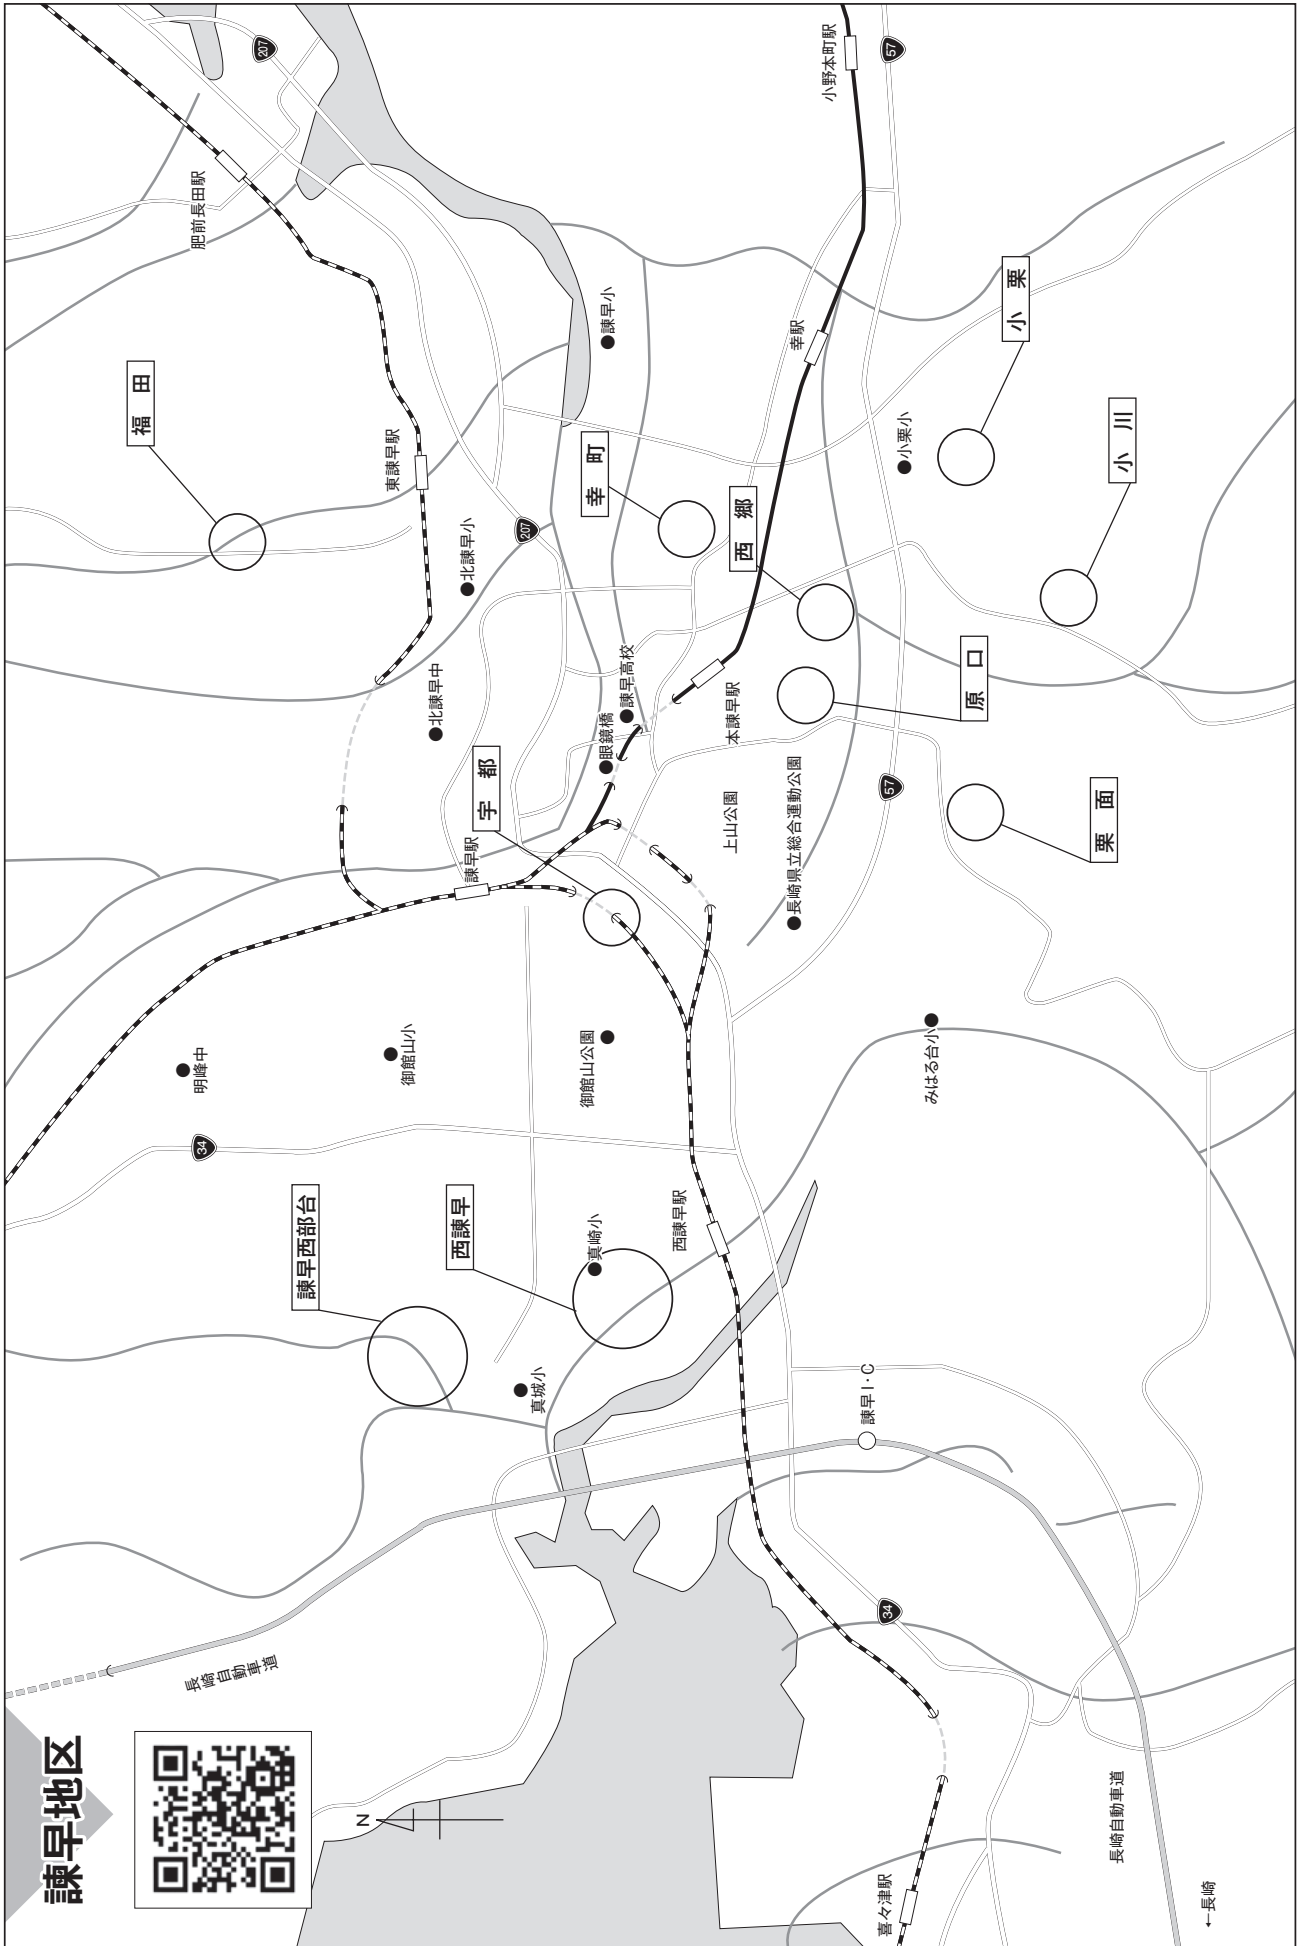 諫早地区
N
長崎自動車道
諫早西部台
西諫早
真城小
真崎小
西諫早駅
34
明峰中
御館山小
御館山公園
諫早駅
宇都
北諫早中
北諫早小
東諫早駅
福田
肥前長田駅
207
207
眼鏡橋
諫早高校
諫早小
幸町
西郷
本諫早駅
上山公園
長崎県立総合運動公園
幸駅
小野本町駅
57
小栗小
小栗
小川
原口
栗面
57
みはる台小
諫早I・C
34
喜々津駅
長崎自動車道
←長崎